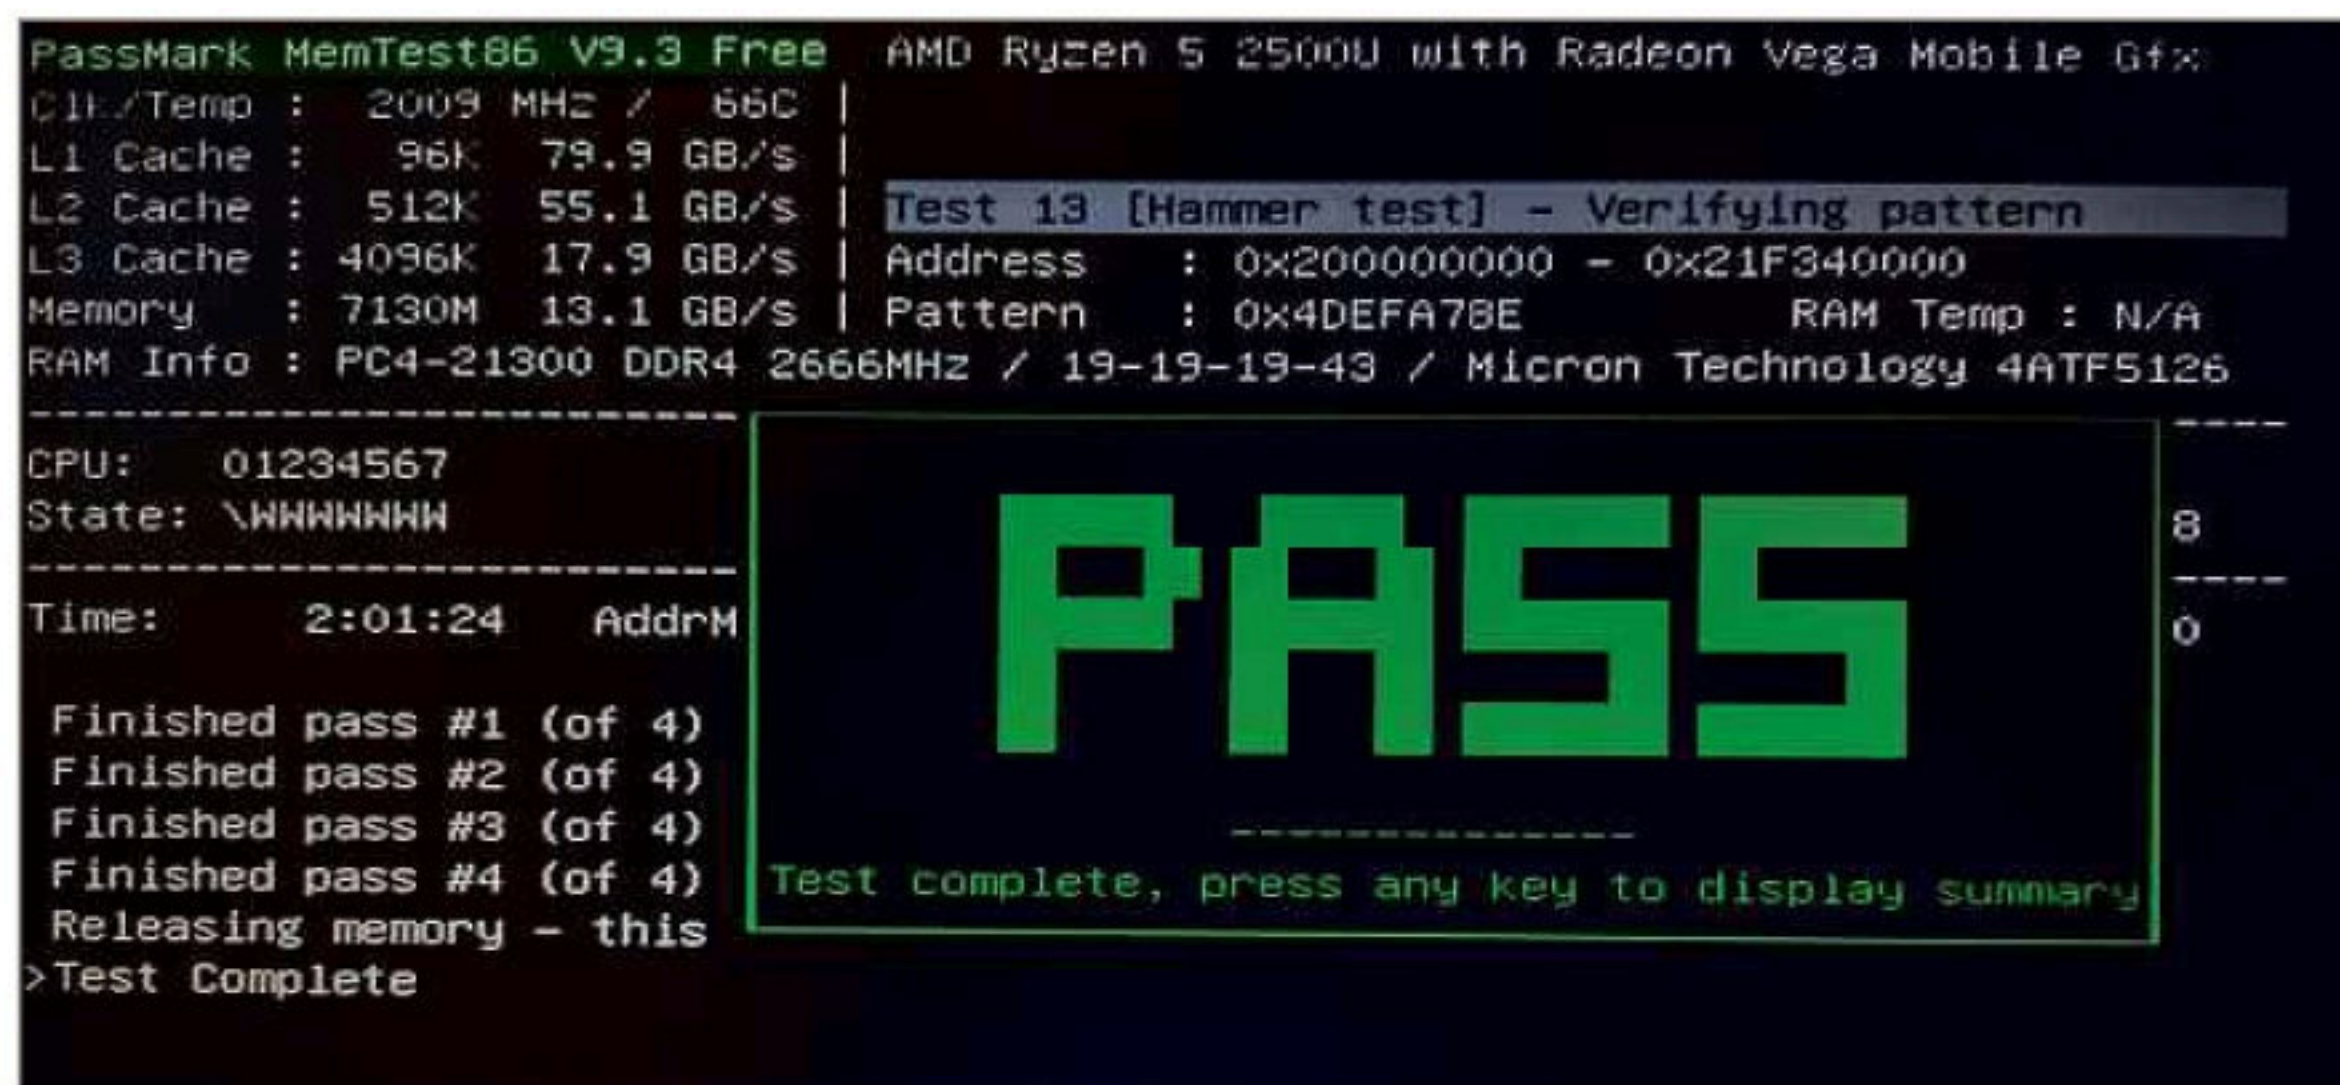 PassMark MemTest86 V9.3 Free AMD Ryzen 5 2500U with Radeon Vega Mobile Gfx
Clk/Temp : 2009 MHz / 66C |
L1 Cache : 96K 79.9 GB/s |
L2 Cache : 512K 55.1 GB/s | Test 13 [Hammer test] - Verifying pattern
L3 Cache : 4096K 17.9 GB/s | Address : 0x200000000 - 0x21F340000
Memory : 7130M 13.1 GB/s | Pattern : 0x4DEFA78E RAM Temp : N/A
RAM Info : PC4-21300 DDR4 2666MHz / 19-19-19-43 / Micron Technology 4ATF5126
CPU: 01234567
State: \WWWWWWW 8
Time: 2:01:24 AddrM 0
PASS
Finished pass #1 (of 4)
Finished pass #2 (of 4)
Finished pass #3 (of 4)
Finished pass #4 (of 4)
Test complete, press any key to display summary
Releasing memory - this
>Test Complete